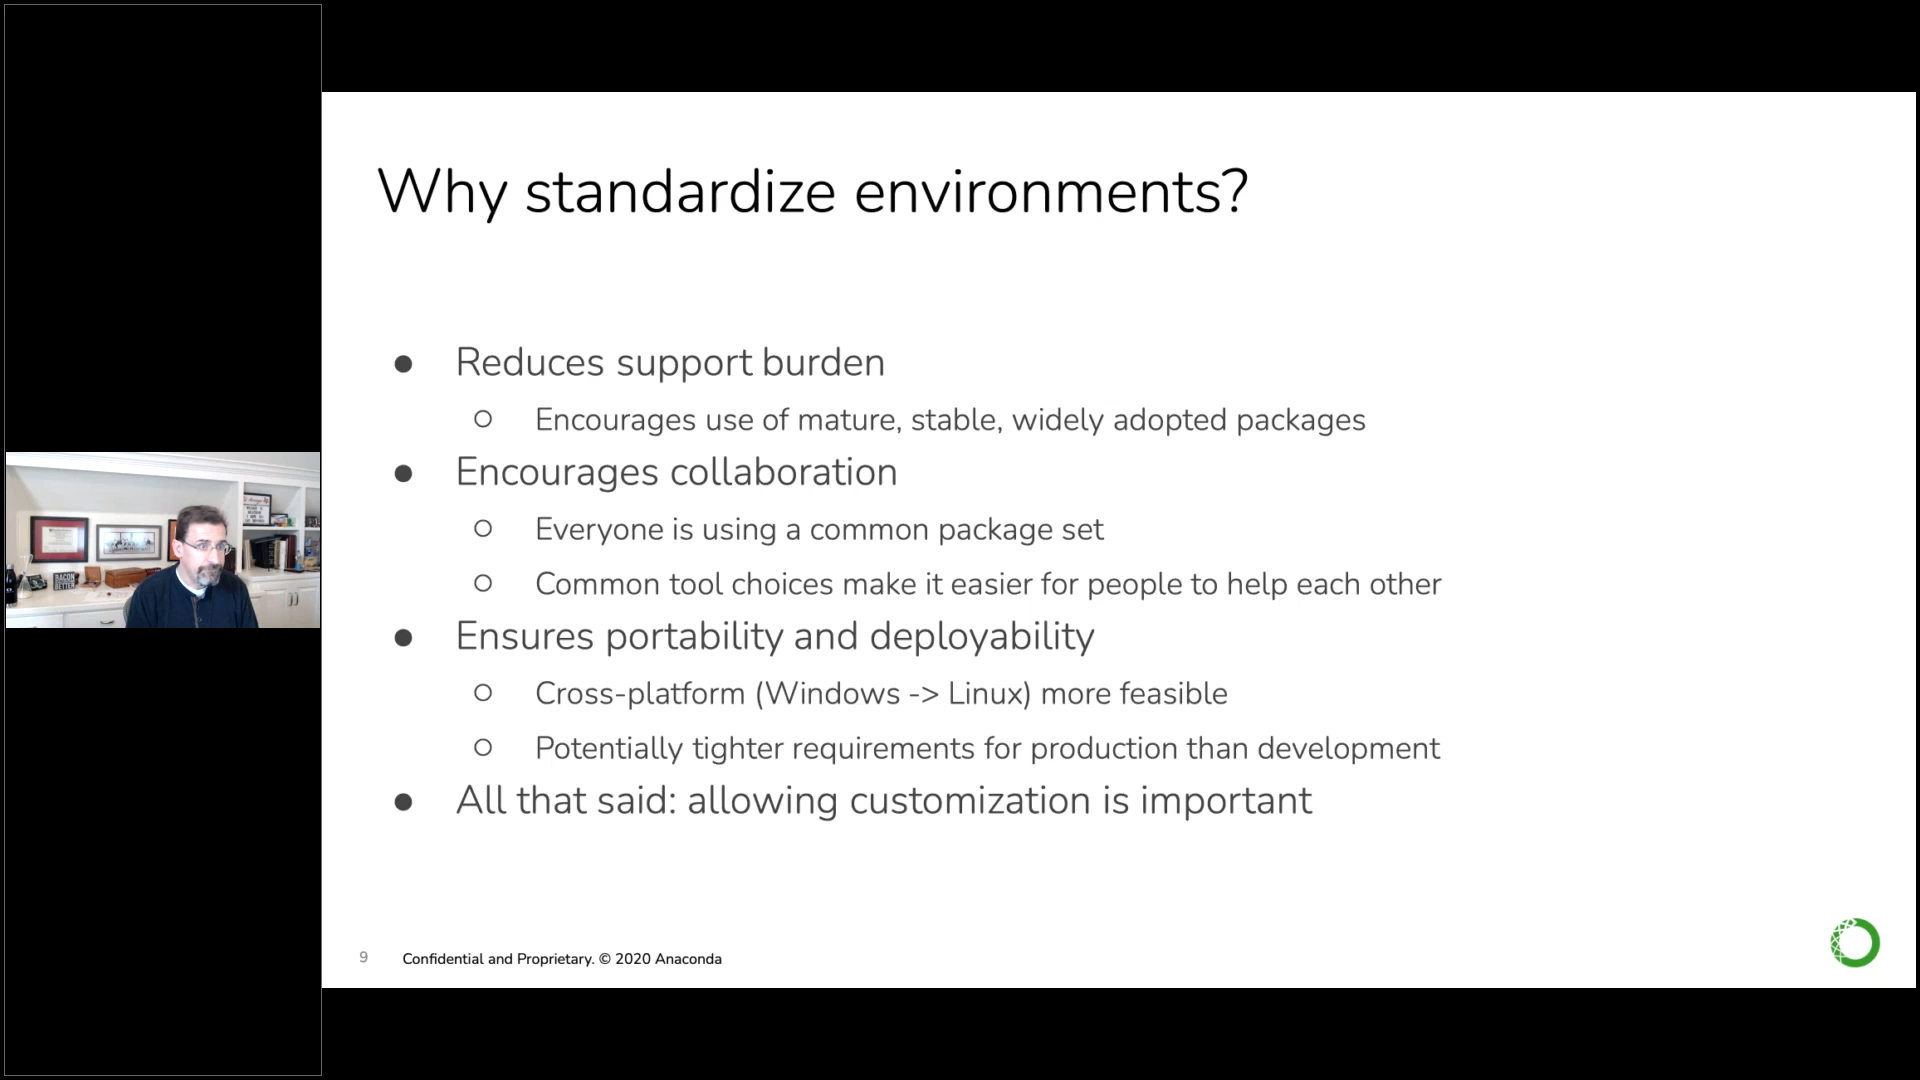 Why standardize environments?
● Reduces support burden
○ Encourages use of mature, stable, widely adopted packages
● Encourages collaboration
○ Everyone is using a common package set
○ Common tool choices make it easier for people to help each other
● Ensures portability and deployability
○ Cross-platform (Windows -> Linux) more feasible
○ Potentially tighter requirements for production than development
● All that said: allowing customization is important
9 Confidential and Proprietary. © 2020 Anaconda
BACON
BETTER